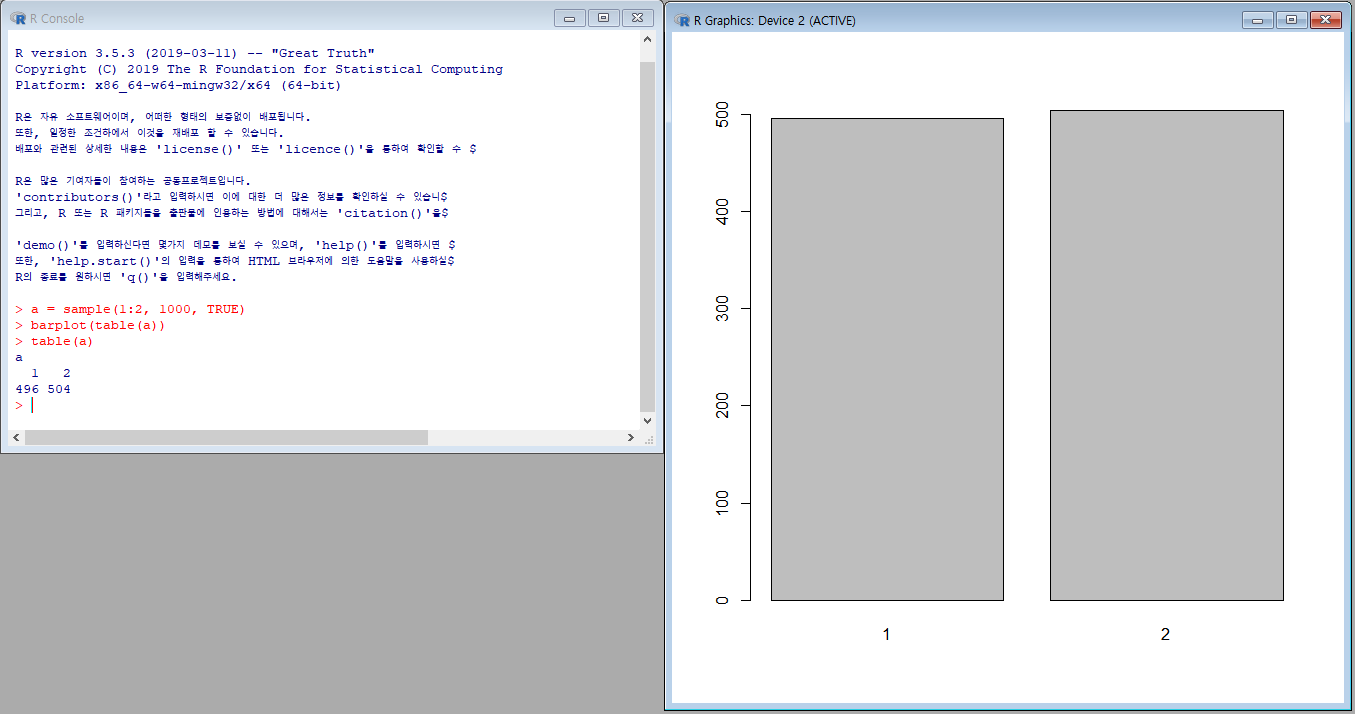 R Console
R version 3.5.3 (2019-03-11) -- "Great Truth"
Copyright (C) 2019 The R Foundation for Statistical Computing
Platform: x86_64-w64-mingw32/x64 (64-bit)
R은 자유 소프트웨어이며, 어떠한 형태의 보증없이 배포됩니다.
또한, 일정한 조건하에서 이것을 재배포 할 수 있습니다.
배포와 관련된 상세한 내용은 'license()' 또는 'licence()'을 통하여 확인할 수 $
R은 많은 기여자들이 참여하는 공동프로젝트입니다.
'contributors()'라고 입력하시면 이에 대한 더 많은 정보를 확인하실 수 있습니$
그리고, R 또는 R 패키지들을 출판물에 인용하는 방법에 대해서는 'citation()'을$
'demo()'를 입력하신다면 몇가지 데모를 보실 수 있으며, 'help()'를 입력하시면 $
또한, 'help.start()'의 입력을 통하여 HTML 브라우저에 의한 도움말을 사용하실$
R의 종료를 원하시면 'q()'을 입력해주세요.
> a = sample(1:2, 1000, TRUE)
> barplot(table(a))
> table(a)
a
1 2
496 504
>
R Graphics: Device 2 (ACTIVE)
500
400
300
200
100
0
1 2